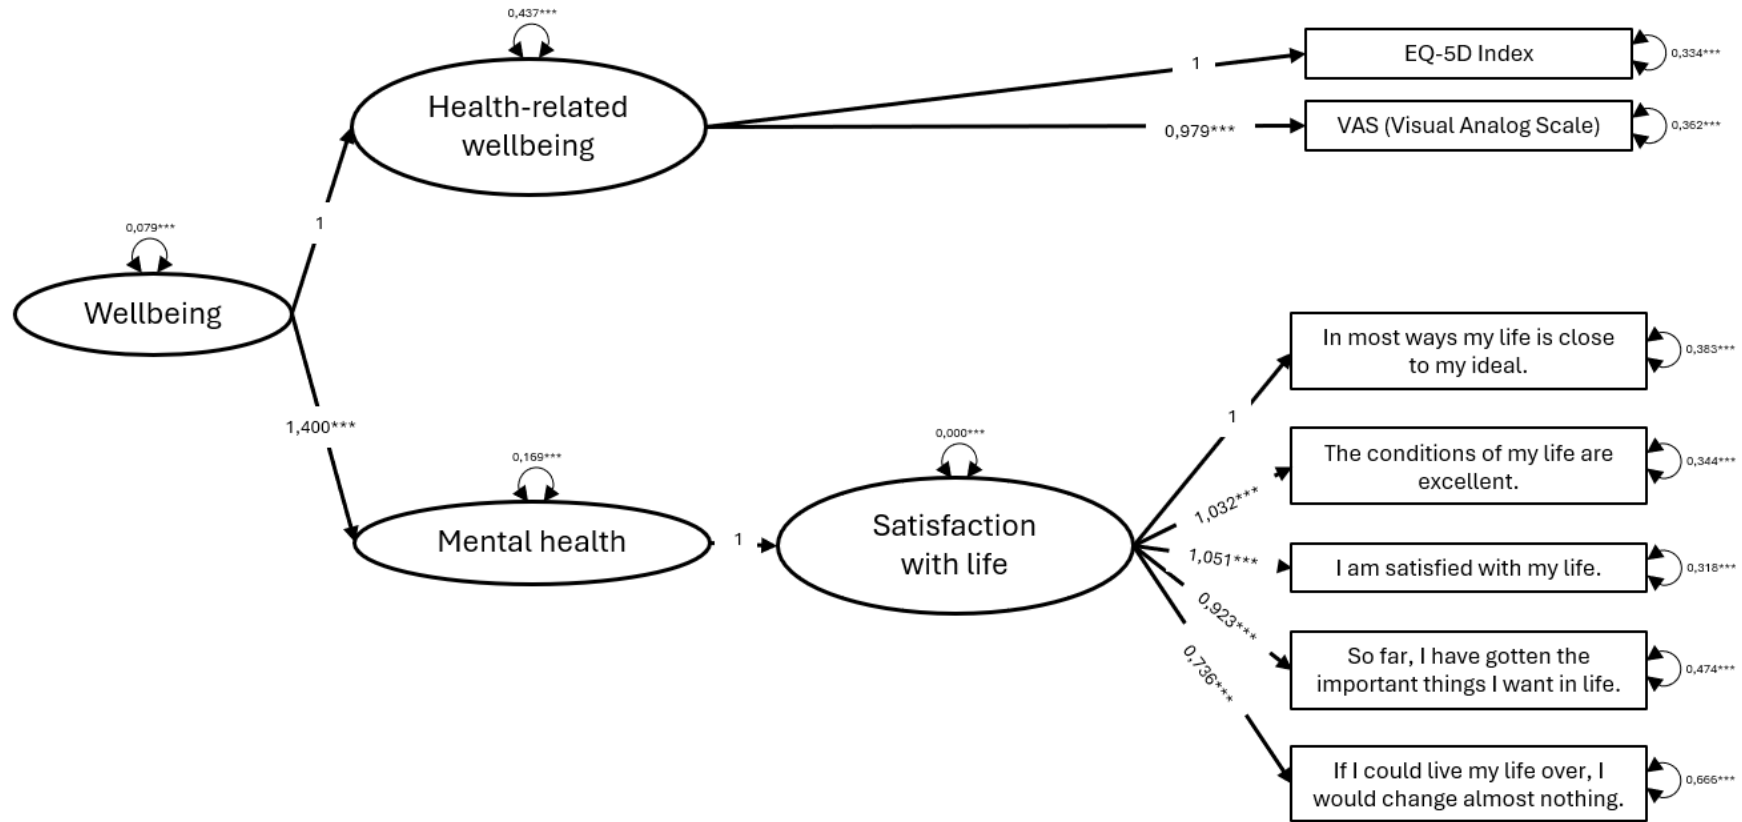 0,437***
Health-related
wellbeing
1
EQ-5D Index
0,334***
0,979***
VAS (Visual Analog Scale)
0,362***
1
0,079***
Wellbeing
1,400***
0,169***
Mental health
1
0,000***
Satisfaction
with life
1
In most ways my life is close
to my ideal.
0,383***
1,032***
The conditions of my life are
excellent.
0,344***
1,051***
I am satisfied with my life.
0,318***
0,923***
So far, I have gotten the
important things I want in life.
0,474***
0,736***
If I could live my life over, I
would change almost nothing.
0,666***